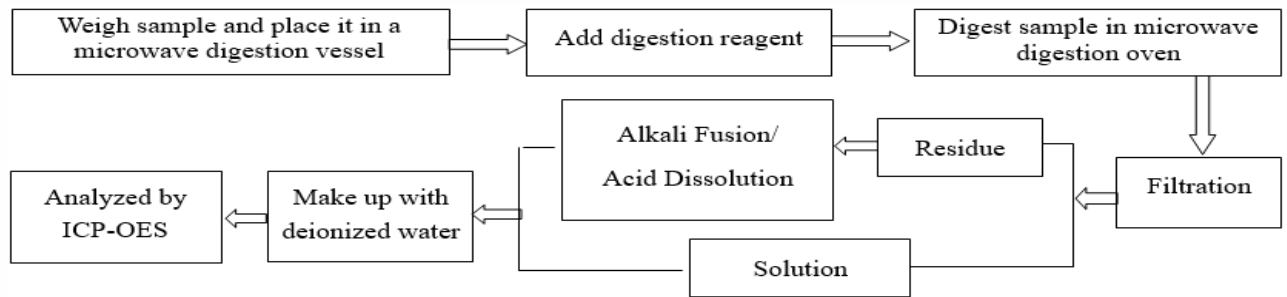 Weigh sample and place it in a
microwave digestion vessel
Add digestion reagent
Digest sample in microwave
digestion oven
Filtration
Residue
Alkali Fusion/
Acid Dissolution
Solution
Make up with
deionized water
Analyzed by
ICP-OES